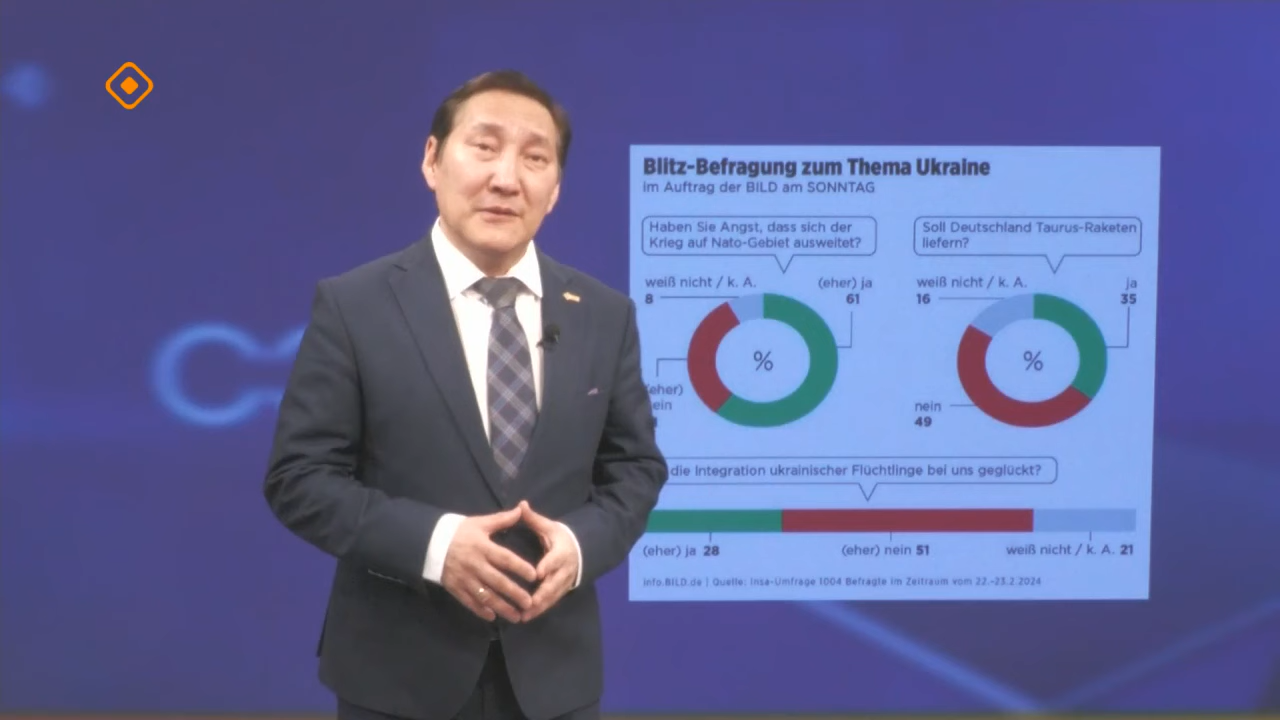 Blitz-Befragung zum Thema Ukraine
im Auftrag der BILD am SONNTAG
Haben Sie Angst, dass sich der
Krieg auf Nato-Gebiet ausweitet?
weiß nicht / k. A.
8
(eher) ja
61
%
(eher)
Soll Deutschland Taurus-Raketen
liefern?
weiß nicht / k. A.
16
ja
35
%
nein
49
die Integration ukrainischer Flüchtlinge bei uns geglückt?
(eher) ja 28
(eher) nein 51
weiß nicht / k. A. 21
info.BILD.de | Quelle: Insa-Umfrage 1004 Befragte im Zeitraum vom 22.-23.2.2024